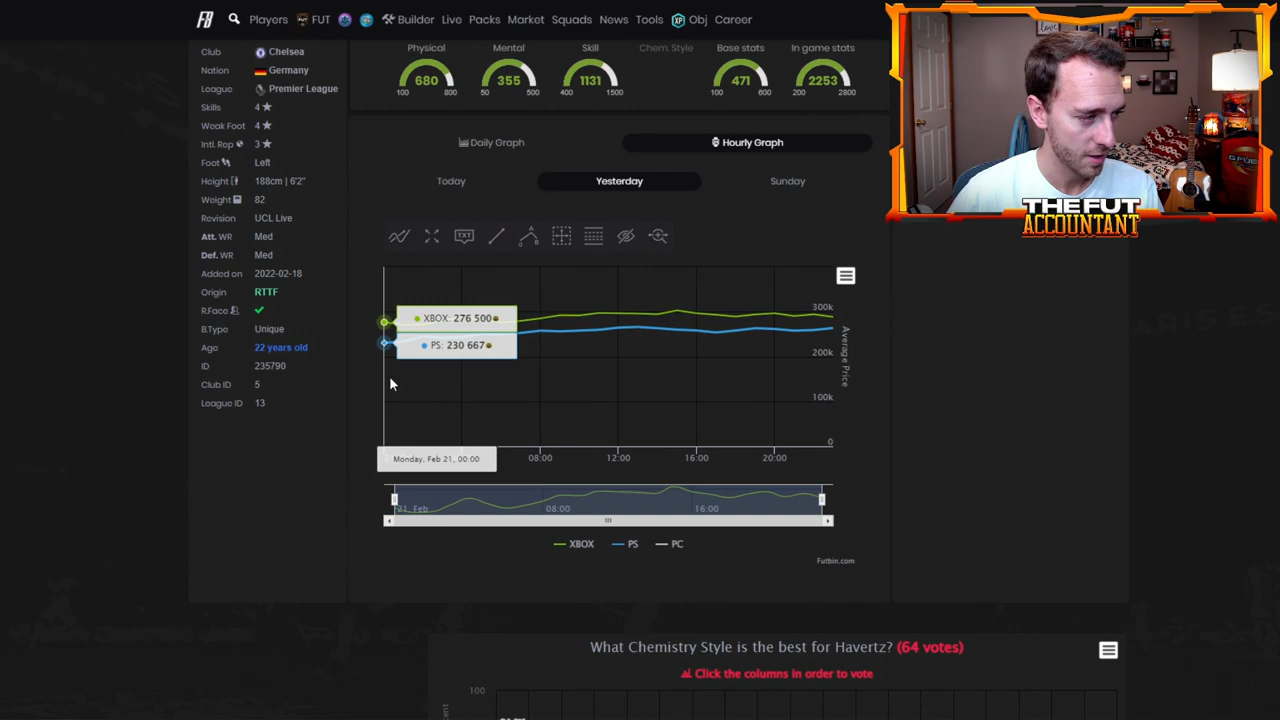 FB Players FUT Builder Live Packs Market Squads News Tools XP Obj Career
Club Chelsea
Nation Germany
League Premier League
Skills 4
Weak Foot 4
Intl. Rep 3
Foot Left
Height 188cm | 6'2"
Weight 82
Revision UCL Live
Att. WR Med
Def. WR Med
Added on 2022-02-18
Origin RTTF
R.Face
B.Type Unique
Age 22 years old
ID 235790
Club ID 5
League ID 13
Physical Mental Skill Chem. Style Base stats In game stats
680 355 1131 471 2253
100 800 50 500 400 1500 100 600 200 2800
Daily Graph Hourly Graph
Today Yesterday Sunday
TXT
XBOX: 276 500
PS: 230 667
300k
200k
100k
0
Average Price
Monday, Feb 21, 00:00
08:00 12:00 16:00 20:00
21. Feb 08:00 16:00
XBOX PS PC
Futbin.com
What Chemistry Style is the best for Havertz? (64 votes)
Click the columns in order to vote
100
THE FUT
ACCOUNTANT
G FUEL